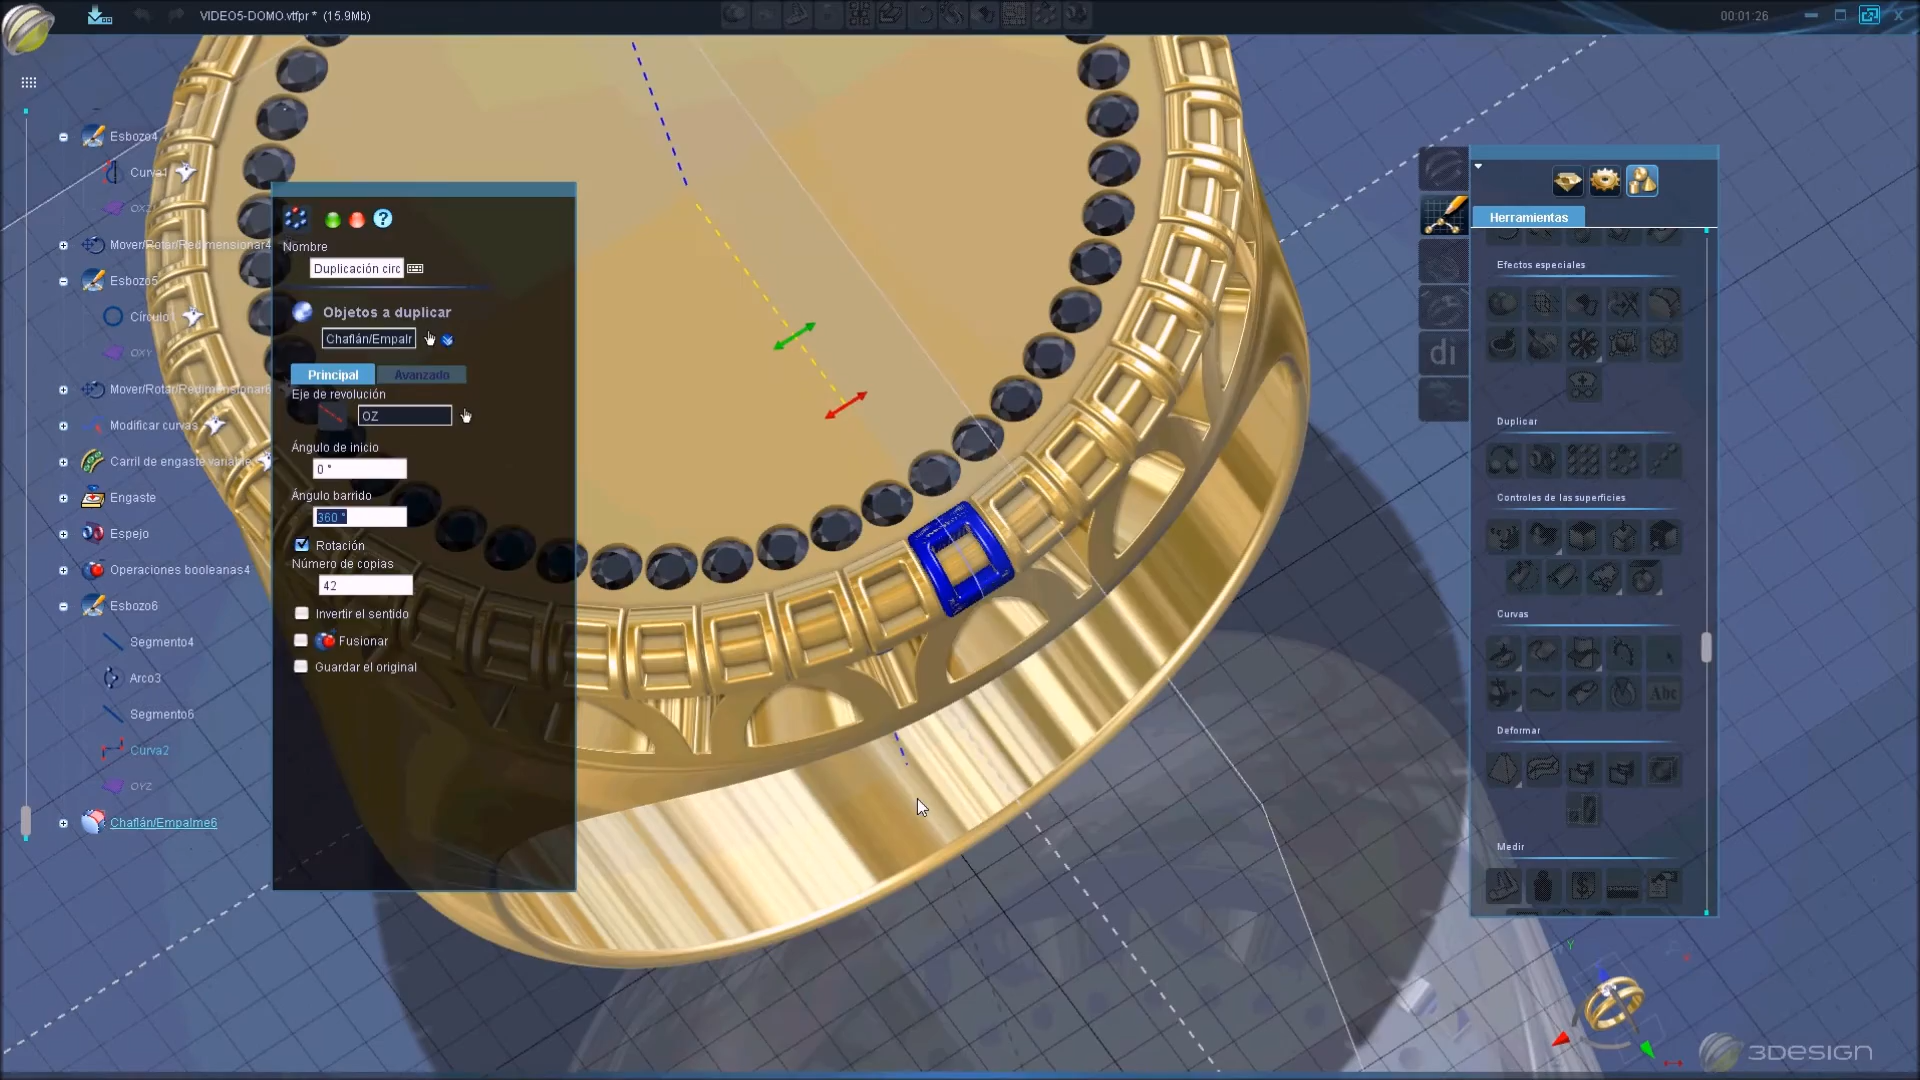 VIDEO5-DOMO.vtfpr * (15.9Mb)
00:01:26
Esbozo4
Curva1
OXZ
Mover/Rotar/Redimensionar4
Esbozo5
Círculo1
OXY
Mover/Rotar/Redimensionar
Modificar curvas
Carril de engaste variable
Engaste
Espejo
Operaciones booleanas4
Esbozo6
Segmento4
Arco3
Segmento6
Curva2
OYZ
Chaflán/Empalme6
?
Nombre
Duplicación circ
Objetos a duplicar
Chaflán/Empalr
Principal
Avanzado
Eje de revolución
OZ
Ángulo de inicio
0 °
Ángulo barrido
360 °
Rotación
Número de copias
42
Invertir el sentido
Fusionar
Guardar el original
di
Herramientas
Efectos especiales
Duplicar
Controles de las superficies
Curvas
Abc
Deformar
Medir
Y
3DESIGN